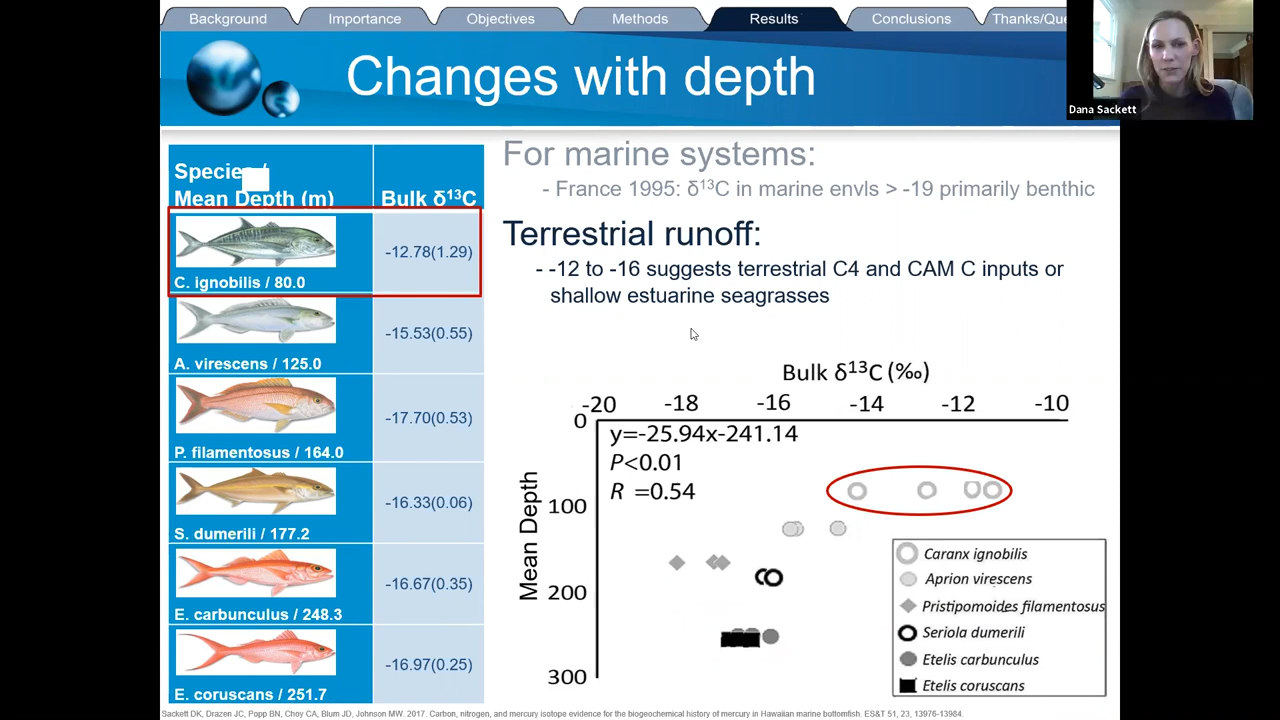 Background
Importance
Objectives
Methods
Results
Conclusions
Thanks/Que
Dana Sackett
Changes with depth
Mean Depth (m)
Bulk δ¹³C
C. ignobilis / 80.0
-12.78(1.29)
A. virescens / 125.0
-15.53(0.55)
P. filamentosus / 164.0
-17.70(0.53)
S. dumerili / 177.2
-16.33(0.06)
E. carbunculus / 248.3
-16.67(0.35)
E. coruscans / 251.7
-16.97(0.25)
For marine systems:
- France 1995: δ¹³C in marine envls > -19 primarily benthic
Terrestrial runoff:
- -12 to -16 suggests terrestrial C4 and CAM C inputs or
shallow estuarine seagrasses
Bulk δ¹³C (‰)
-20 -18 -16 -14 -12 -10
0
100
200
300
Mean Depth
y=-25.94x-241.14
P<0.01
R =0.54
Caranx ignobilis
Aprion virescens
Pristipomoides filamentosus
Seriola dumerili
Etelis carbunculus
Etelis coruscans
Sackett DK, Drazen JC, Popp BN, Choy CA, Blum JD, Johnson MW. 2017. Carbon, nitrogen, and mercury isotope evidence for the biogeochemical history of mercury in Hawaiian marine bottomfish. ES&T 51, 23, 13976-13984.